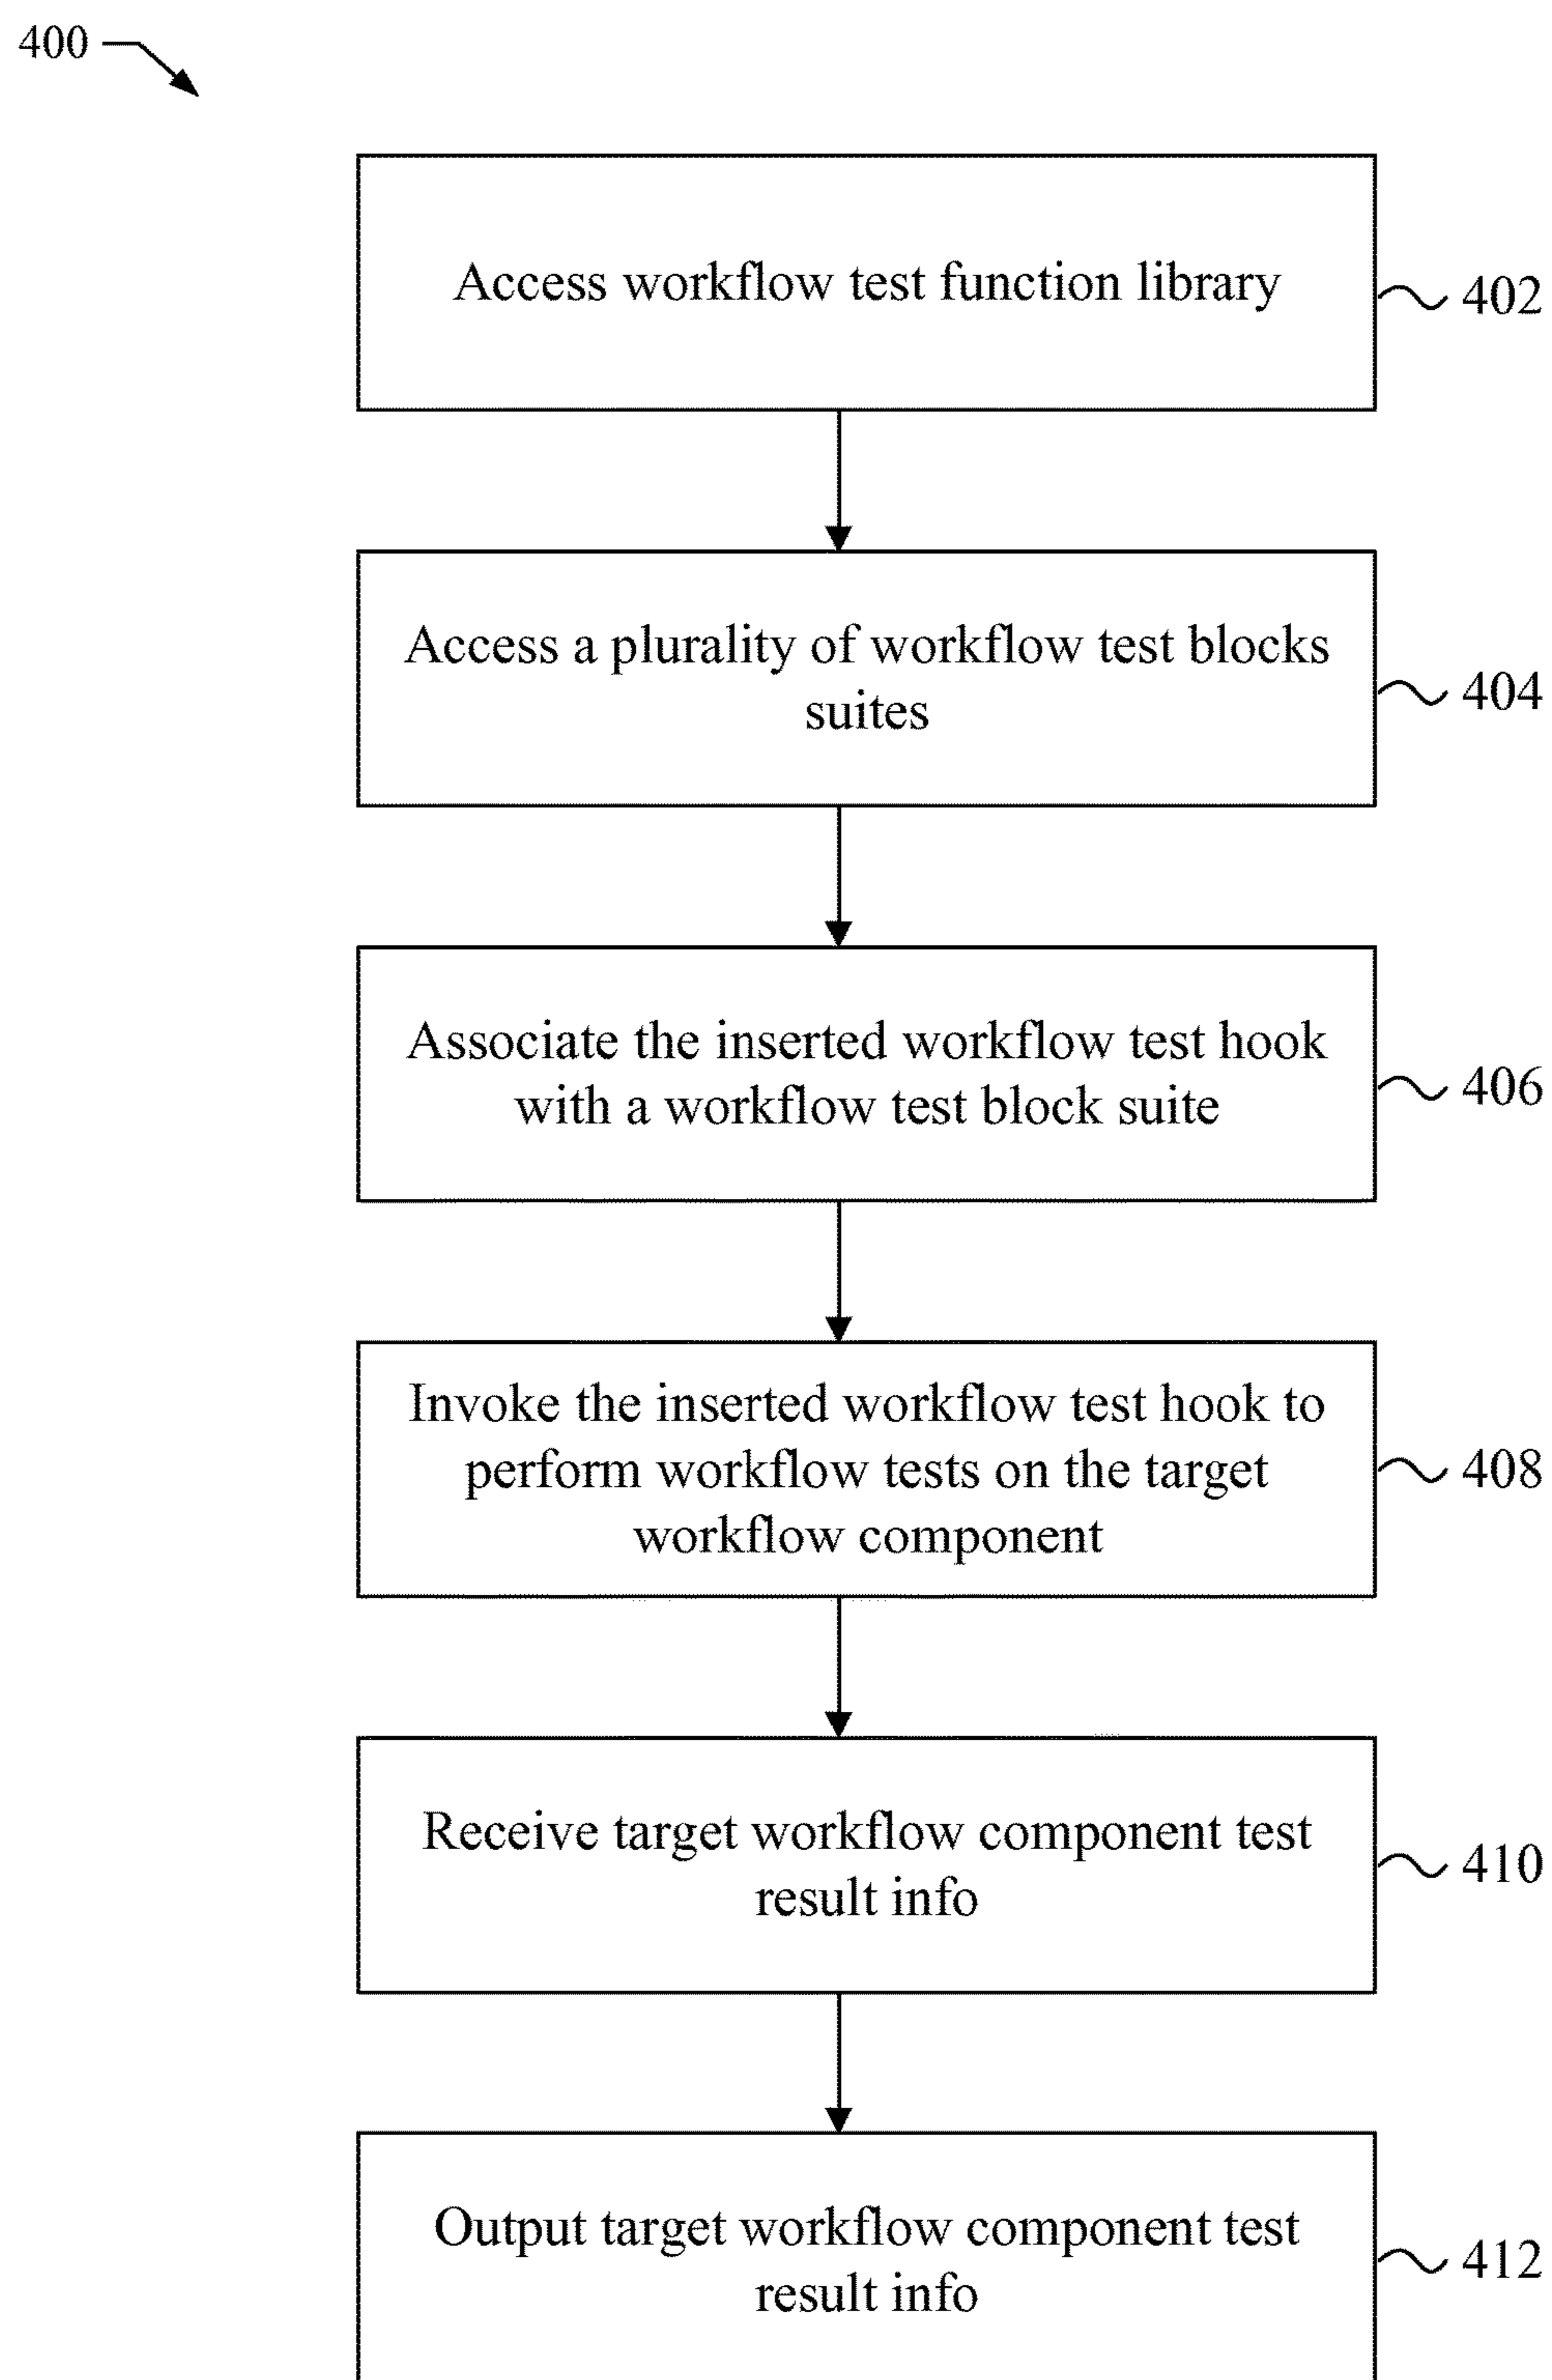 400
Access workflow test function library
402
Access a plurality of workflow test blocks
suites
404
Associate the inserted workflow test hook
with a workflow test block suite
406
Invoke the inserted workflow test hook to
perform workflow tests on the target
workflow component
408
Receive target workflow component test
result info
410
Output target workflow component test
result info
412